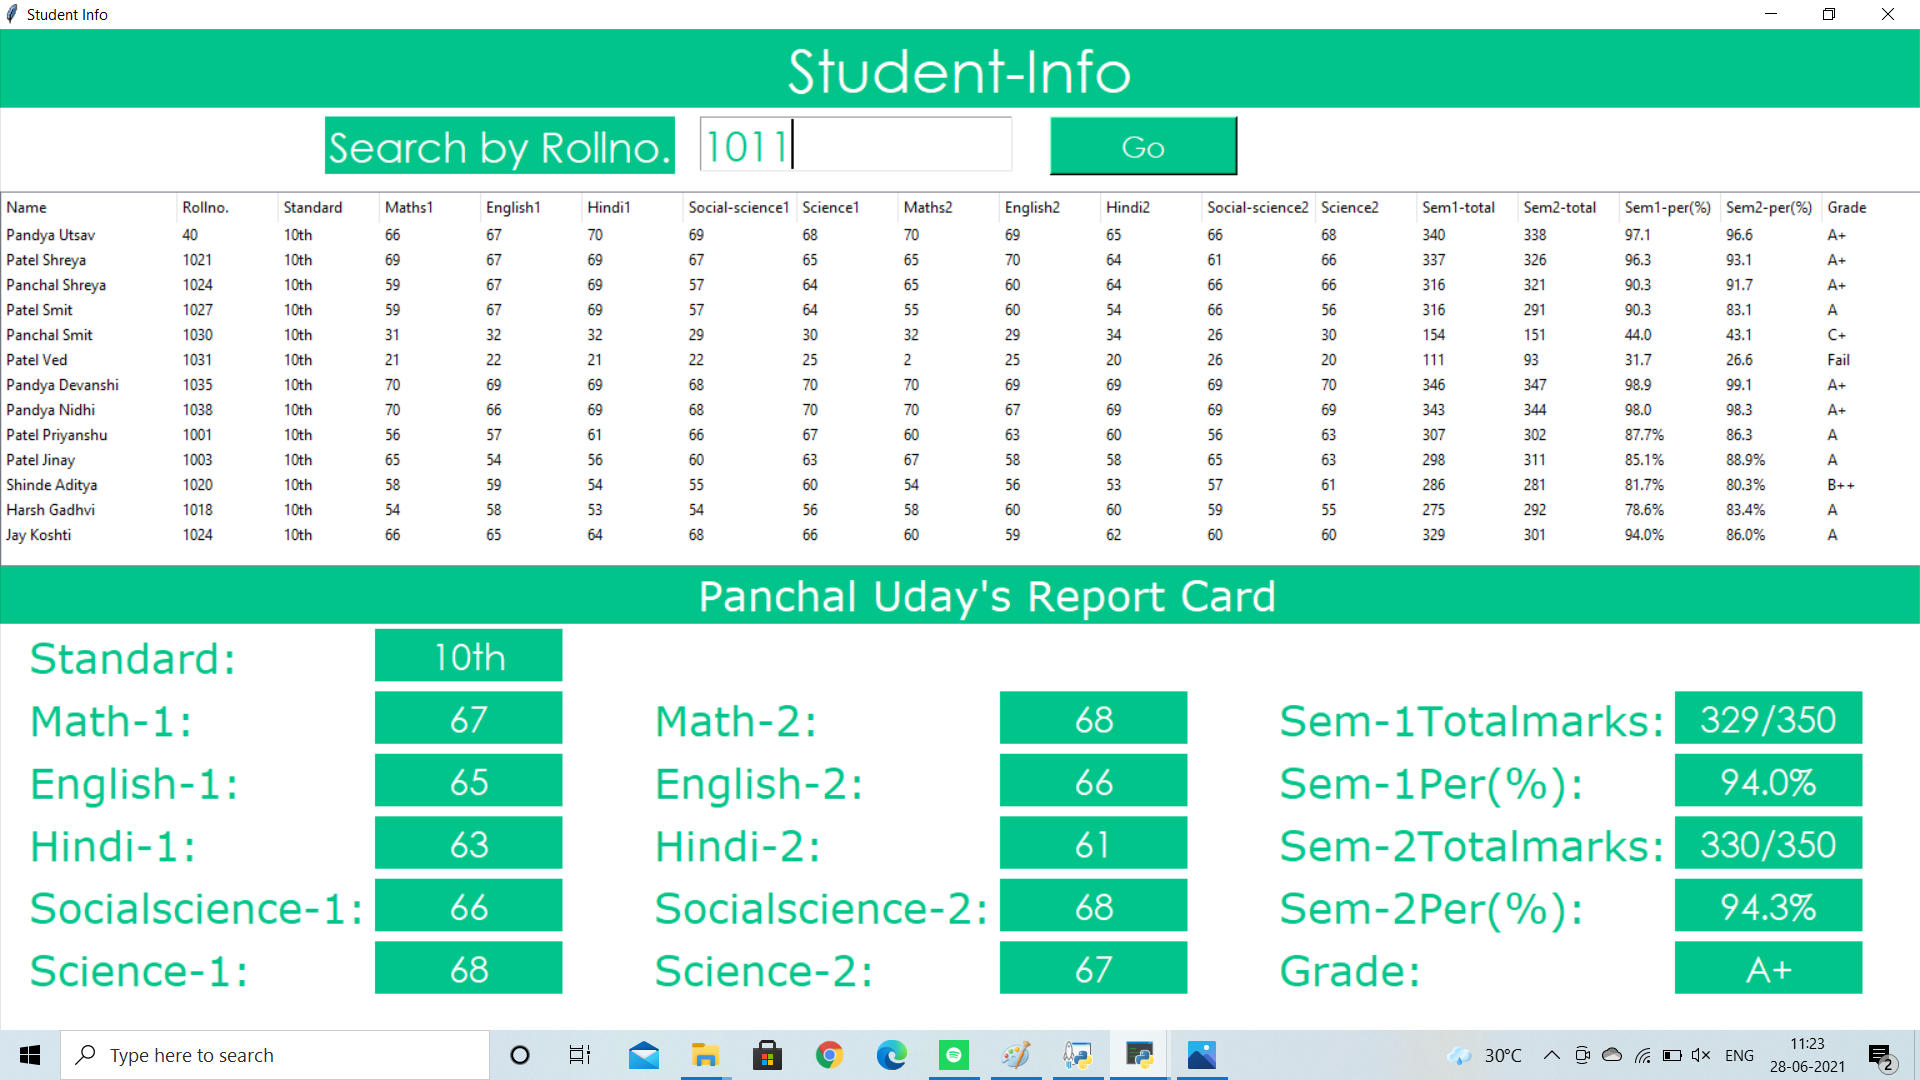 Student Info
Student-Info
Search by Rollno. 1011 Go
Name Rollno. Standard Maths1 English1 Hindi1 Social-science1 Science1 Maths2 English2 Hindi2 Social-science2 Science2 Sem1-total Sem2-total Sem1-per(%) Sem2-per(%) Grade
Pandya Utsav 40 10th 66 67 70 69 68 70 69 65 66 68 340 338 97.1 96.6 A+
Patel Shreya 1021 10th 69 67 69 67 65 65 70 64 61 66 337 326 96.3 93.1 A+
Panchal Shreya 1024 10th 59 67 69 57 64 65 60 64 66 66 316 321 90.3 91.7 A+
Patel Smit 1027 10th 59 67 69 57 64 55 60 54 66 56 316 291 90.3 83.1 A
Panchal Smit 1030 10th 31 32 32 29 30 32 29 34 26 30 154 151 44.0 43.1 C+
Patel Ved 1031 10th 21 22 21 22 25 2 25 20 26 20 111 93 31.7 26.6 Fail
Pandya Devanshi 1035 10th 70 69 69 68 70 70 69 69 69 70 346 347 98.9 99.1 A+
Pandya Nidhi 1038 10th 70 66 69 68 70 70 67 69 69 69 343 344 98.0 98.3 A+
Patel Priyanshu 1001 10th 56 57 61 66 67 60 63 60 56 63 307 302 87.7% 86.3 A
Patel Jinay 1003 10th 65 54 56 60 63 67 58 58 65 63 298 311 85.1% 88.9% A
Shinde Aditya 1020 10th 58 59 54 55 60 54 56 53 57 61 286 281 81.7% 80.3% B++
Harsh Gadhvi 1018 10th 54 58 53 54 56 58 60 60 59 55 275 292 78.6% 83.4% A
Jay Koshti 1024 10th 66 65 64 68 66 60 59 62 60 60 329 301 94.0% 86.0% A
Panchal Uday's Report Card
Standard: 10th
Math-1: 67 Math-2: 68 Sem-1Totalmarks: 329/350
English-1: 65 English-2: 66 Sem-1Per(%): 94.0%
Hindi-1: 63 Hindi-2: 61 Sem-2Totalmarks: 330/350
Socialscience-1: 66 Socialscience-2: 68 Sem-2Per(%): 94.3%
Science-1: 68 Science-2: 67 Grade: A+
Type here to search 30°C ENG 11:23
28-06-2021 2